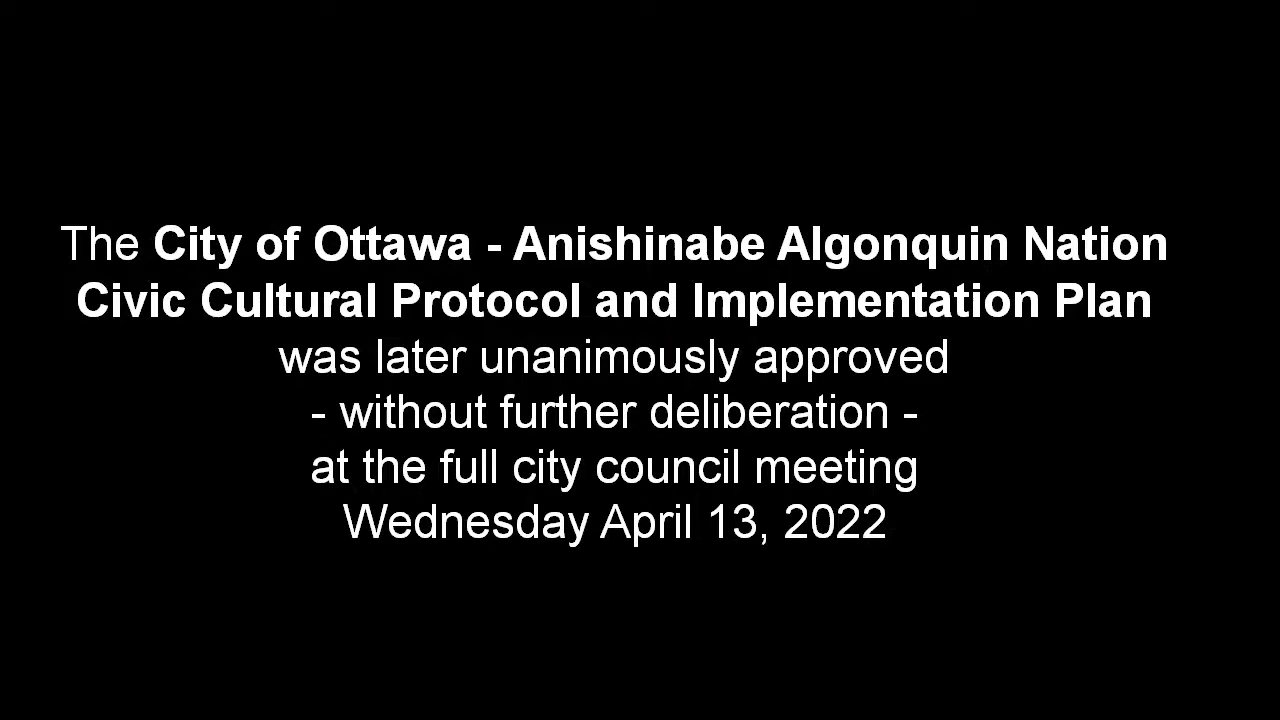 The City of Ottawa - Anishinabe Algonquin Nation
Civic Cultural Protocol and Implementation Plan
was later unanimously approved
- without further deliberation -
at the full city council meeting
Wednesday April 13, 2022